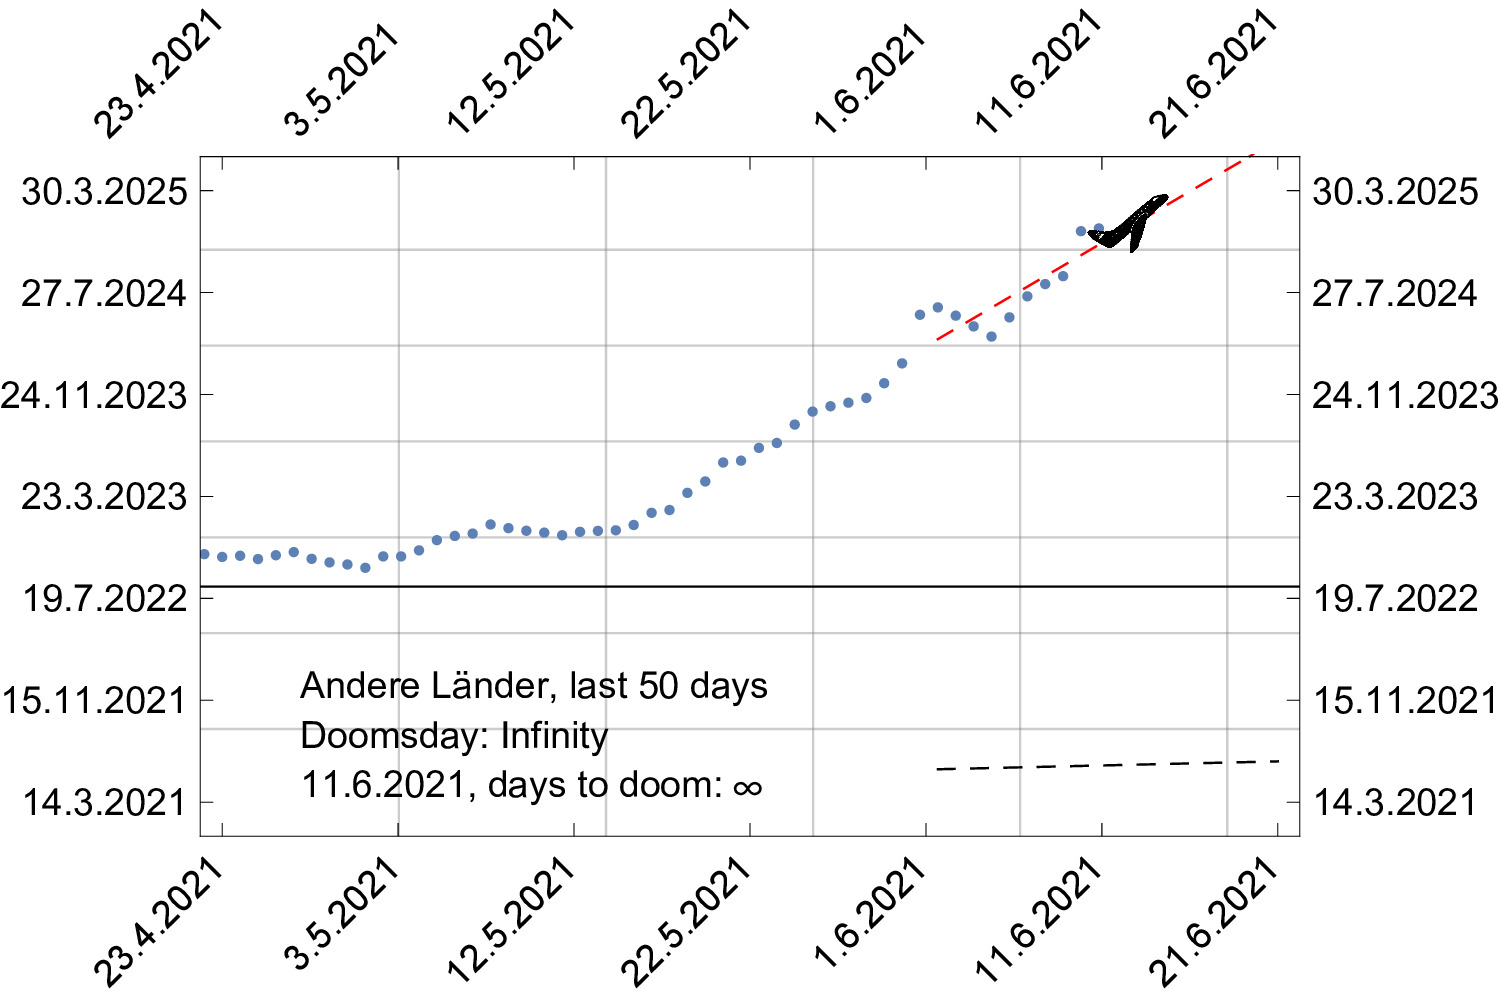 23.4.2021 3.5.2021 12.5.2021 22.5.2021 1.6.2021 11.6.2021 21.6.2021
30.3.2025 30.3.2025
27.7.2024 27.7.2024
24.11.2023 24.11.2023
23.3.2023 23.3.2023
19.7.2022 19.7.2022
Andere Länder, last 50 days
15.11.2021 15.11.2021
Doomsday: Infinity
11.6.2021, days to doom: ∞
14.3.2021 14.3.2021
23.4.2021 3.5.2021 12.5.2021 22.5.2021 1.6.2021 11.6.2021 21.6.2021